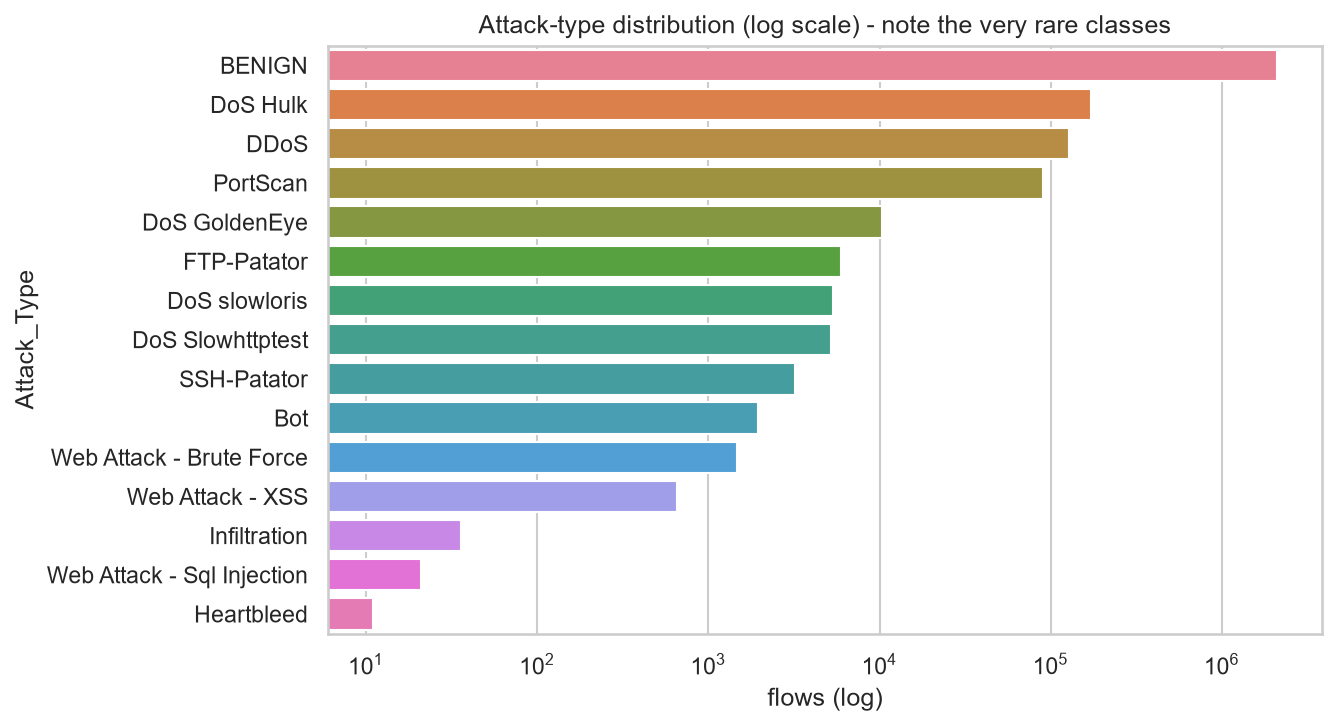 Attack-type distribution (log scale) - note the very rare classes
Attack_Type
BENIGN
DoS Hulk
DDoS
PortScan
DoS GoldenEye
FTP-Patator
DoS slowloris
DoS Slowhttptest
SSH-Patator
Bot
Web Attack - Brute Force
Web Attack - XSS
Infiltration
Web Attack - Sql Injection
Heartbleed
10¹ 10² 10³ 10⁴ 10⁵ 10⁶
flows (log)